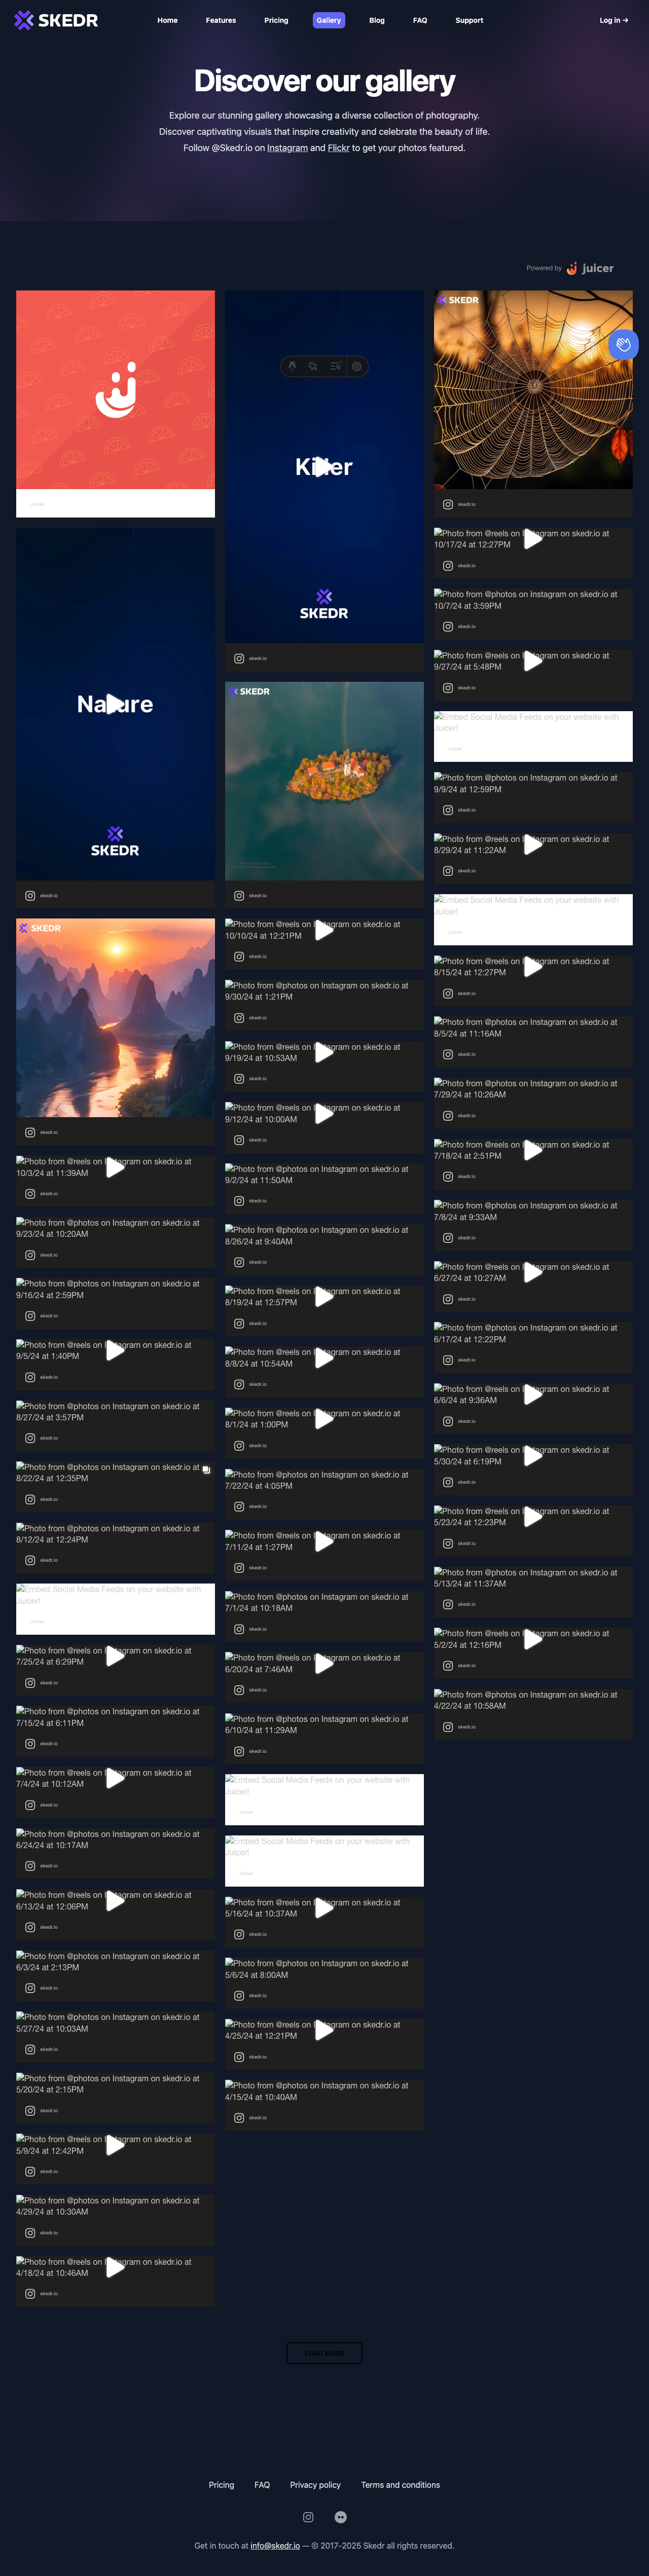 SKEDR
Home
Features
Pricing
Gallery
Blog
FAQ
Support
Log in →
Discover our gallery
Explore our stunning gallery showcasing a diverse collection of photography.
Discover captivating visuals that inspire creativity and celebrate the beauty of life.
Follow @Skedr.io on Instagram and Flickr to get your photos featured.
Powered by juicer
Juicer
Nature
SKEDR
skedr.io
SKEDR
skedr.io
Photo from @reels on Instagram on skedr.io at
10/3/24 at 11:39AM
skedr.io
Photo from @photos on Instagram on skedr.io at
9/23/24 at 10:20AM
skedr.io
Photo from @photos on Instagram on skedr.io at
9/16/24 at 2:59PM
skedr.io
Photo from @reels on Instagram on skedr.io at
9/5/24 at 1:40PM
skedr.io
Photo from @photos on Instagram on skedr.io at
8/27/24 at 3:57PM
skedr.io
Photo from @photos on Instagram on skedr.io at
8/22/24 at 12:35PM
skedr.io
Photo from @photos on Instagram on skedr.io at
8/12/24 at 12:24PM
skedr.io
Embed Social Media Feeds on your website with
Juicer!
Juicer
Photo from @reels on Instagram on skedr.io at
7/25/24 at 6:29PM
skedr.io
Photo from @photos on Instagram on skedr.io at
7/15/24 at 6:11PM
skedr.io
Photo from @reels on Instagram on skedr.io at
7/4/24 at 10:12AM
skedr.io
Photo from @photos on Instagram on skedr.io at
6/24/24 at 10:17AM
skedr.io
Photo from @reels on Instagram on skedr.io at
6/13/24 at 12:06PM
skedr.io
Photo from @photos on Instagram on skedr.io at
6/3/24 at 2:13PM
skedr.io
Photo from @photos on Instagram on skedr.io at
5/27/24 at 10:03AM
skedr.io
Photo from @photos on Instagram on skedr.io at
5/20/24 at 2:15PM
skedr.io
Photo from @reels on Instagram on skedr.io at
5/9/24 at 12:42PM
skedr.io
Photo from @photos on Instagram on skedr.io at
4/29/24 at 10:30AM
skedr.io
Photo from @reels on Instagram on skedr.io at
4/18/24 at 10:46AM
skedr.io
SKEDR
skedr.io
SKEDR
skedr.io
Photo from @reels on Instagram on skedr.io at
10/10/24 at 12:21PM
skedr.io
Photo from @photos on Instagram on skedr.io at
9/30/24 at 1:21PM
skedr.io
Photo from @reels on Instagram on skedr.io at
9/19/24 at 10:53AM
skedr.io
Photo from @reels on Instagram on skedr.io at
9/12/24 at 10:00AM
skedr.io
Photo from @photos on Instagram on skedr.io at
9/2/24 at 11:50AM
skedr.io
Photo from @photos on Instagram on skedr.io at
8/26/24 at 9:40AM
skedr.io
Photo from @reels on Instagram on skedr.io at
8/19/24 at 12:57PM
skedr.io
Photo from @reels on Instagram on skedr.io at
8/8/24 at 10:54AM
skedr.io
Photo from @reels on Instagram on skedr.io at
8/1/24 at 1:00PM
skedr.io
Photo from @photos on Instagram on skedr.io at
7/22/24 at 4:05PM
skedr.io
Photo from @reels on Instagram on skedr.io at
7/11/24 at 1:27PM
skedr.io
Photo from @photos on Instagram on skedr.io at
7/1/24 at 10:18AM
skedr.io
Photo from @reels on Instagram on skedr.io at
6/20/24 at 7:46AM
skedr.io
Photo from @photos on Instagram on skedr.io at
6/10/24 at 11:29AM
skedr.io
Embed Social Media Feeds on your website with
Juicer!
Juicer
Embed Social Media Feeds on your website with
Juicer!
Juicer
Photo from @reels on Instagram on skedr.io at
5/16/24 at 10:37AM
skedr.io
Photo from @photos on Instagram on skedr.io at
5/6/24 at 8:00AM
skedr.io
Photo from @reels on Instagram on skedr.io at
4/25/24 at 12:21PM
skedr.io
Photo from @photos on Instagram on skedr.io at
4/15/24 at 10:40AM
skedr.io
SKEDR
skedr.io
Photo from @reels on Instagram on skedr.io at
10/17/24 at 12:27PM
skedr.io
Photo from @photos on Instagram on skedr.io at
10/7/24 at 3:59PM
skedr.io
Photo from @reels on Instagram on skedr.io at
9/27/24 at 5:48PM
skedr.io
Embed Social Media Feeds on your website with
Juicer!
Juicer
Photo from @photos on Instagram on skedr.io at
9/9/24 at 12:59PM
skedr.io
Photo from @reels on Instagram on skedr.io at
8/29/24 at 11:22AM
skedr.io
Embed Social Media Feeds on your website with
Juicer!
Juicer
Photo from @reels on Instagram on skedr.io at
8/15/24 at 12:27PM
skedr.io
Photo from @photos on Instagram on skedr.io at
8/5/24 at 11:16AM
skedr.io
Photo from @photos on Instagram on skedr.io at
7/29/24 at 10:26AM
skedr.io
Photo from @reels on Instagram on skedr.io at
7/18/24 at 2:51PM
skedr.io
Photo from @photos on Instagram on skedr.io at
7/8/24 at 9:33AM
skedr.io
Photo from @reels on Instagram on skedr.io at
6/27/24 at 10:27AM
skedr.io
Photo from @photos on Instagram on skedr.io at
6/17/24 at 12:22PM
skedr.io
Photo from @reels on Instagram on skedr.io at
6/6/24 at 9:36AM
skedr.io
Photo from @reels on Instagram on skedr.io at
5/30/24 at 6:19PM
skedr.io
Photo from @reels on Instagram on skedr.io at
5/23/24 at 12:23PM
skedr.io
Photo from @photos on Instagram on skedr.io at
5/13/24 at 11:37AM
skedr.io
Photo from @reels on Instagram on skedr.io at
5/2/24 at 12:16PM
skedr.io
Photo from @photos on Instagram on skedr.io at
4/22/24 at 10:58AM
skedr.io
LOAD MORE
Pricing
FAQ
Privacy policy
Terms and conditions
Get in touch at info@skedr.io — © 2017-2025 Skedr all rights reserved.